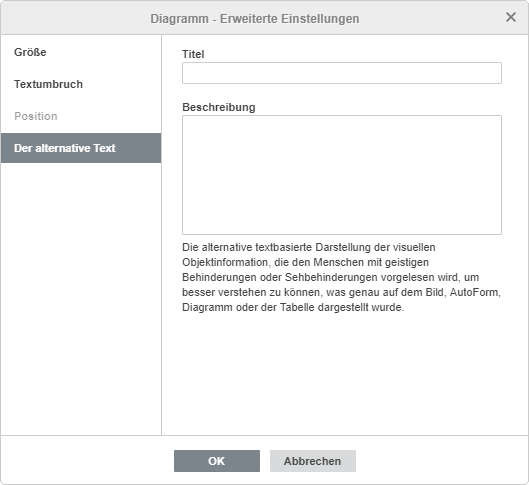 Diagramm - Erweiterte Einstellungen
Größe
Textumbruch
Position
Der alternative Text
Titel
Beschreibung
Die alternative textbasierte Darstellung der visuellen
Objektinformation, die den Menschen mit geistigen
Behinderungen oder Sehbehinderungen vorgelesen wird, um
besser verstehen zu können, was genau auf dem Bild, AutoForm,
Diagramm oder der Tabelle dargestellt wurde.
OK
Abbrechen